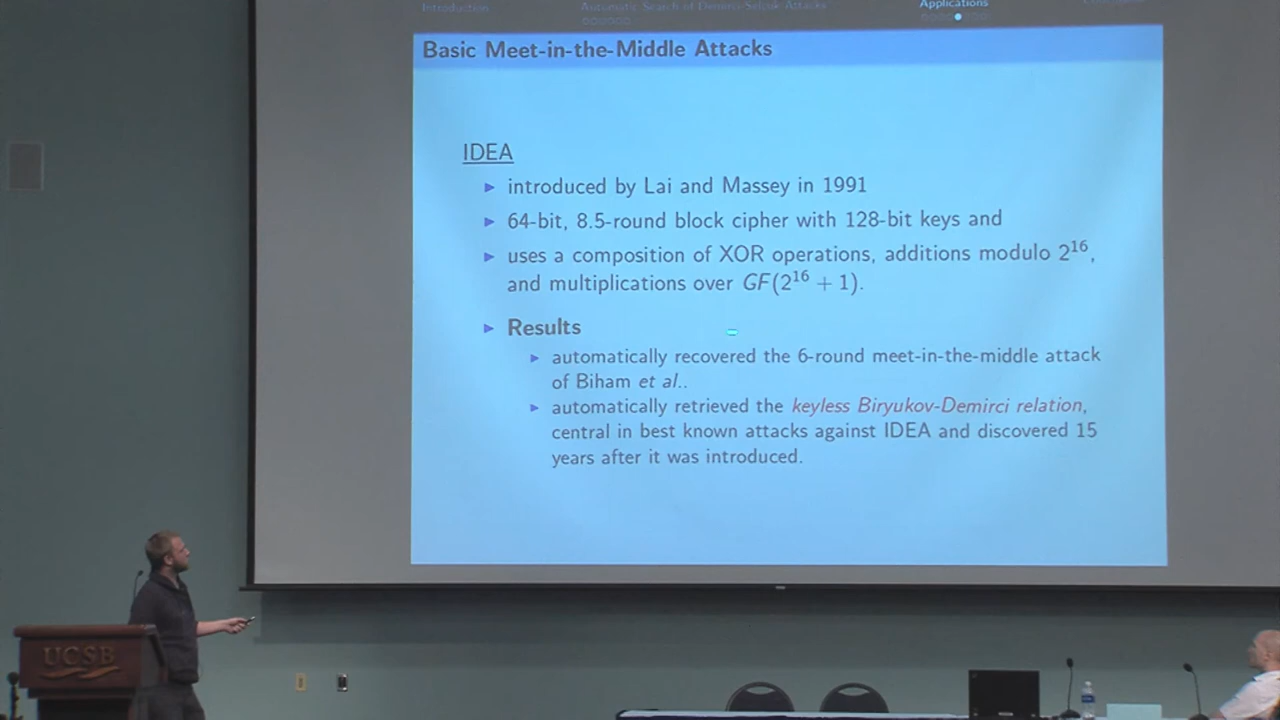 Introduction
Automatic Search of Demirci-Selçuk Attacks
Applications
Basic Meet-in-the-Middle Attacks
IDEA
introduced by Lai and Massey in 1991
64-bit, 8.5-round block cipher with 128-bit keys and
uses a composition of XOR operations, additions modulo 2^16,
and multiplications over GF(2^16 + 1).
Results
automatically recovered the 6-round meet-in-the-middle attack
of Biham et al..
automatically retrieved the keyless Biryukov-Demirci relation,
central in best known attacks against IDEA and discovered 15
years after it was introduced.
UCSB